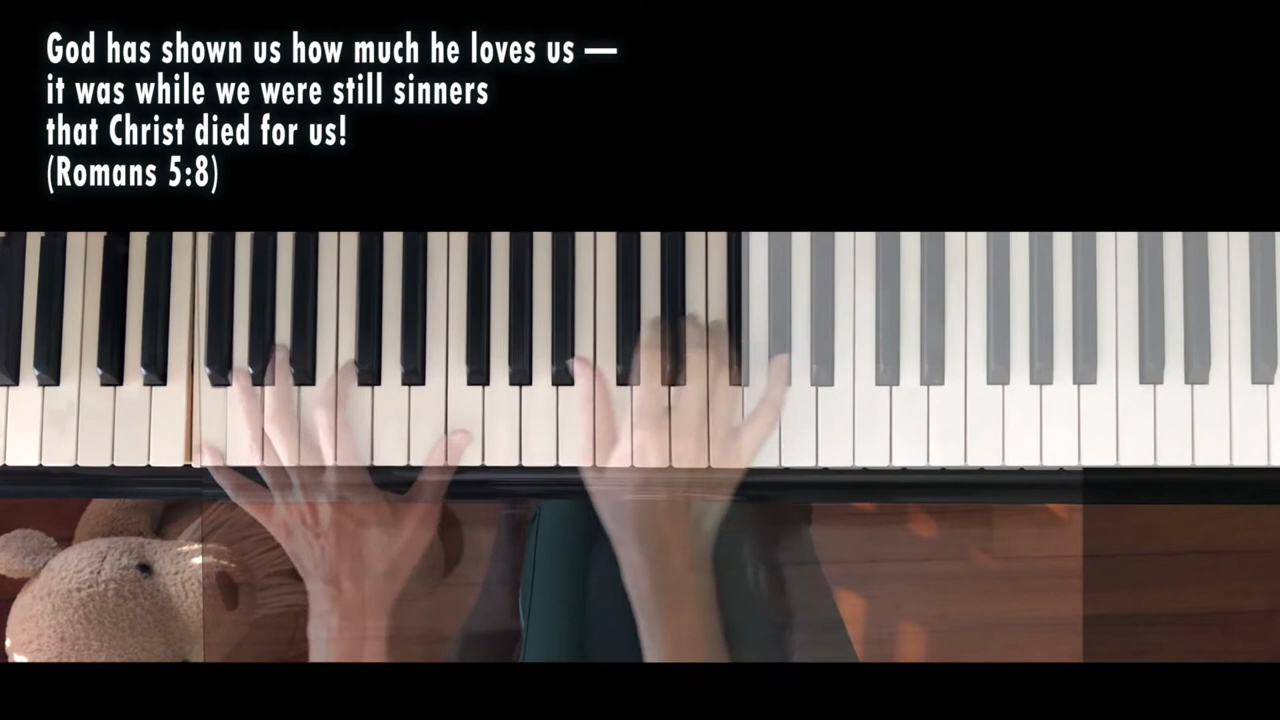 God has shown us how much he loves us —
it was while we were still sinners
that Christ died for us!
(Romans 5:8)